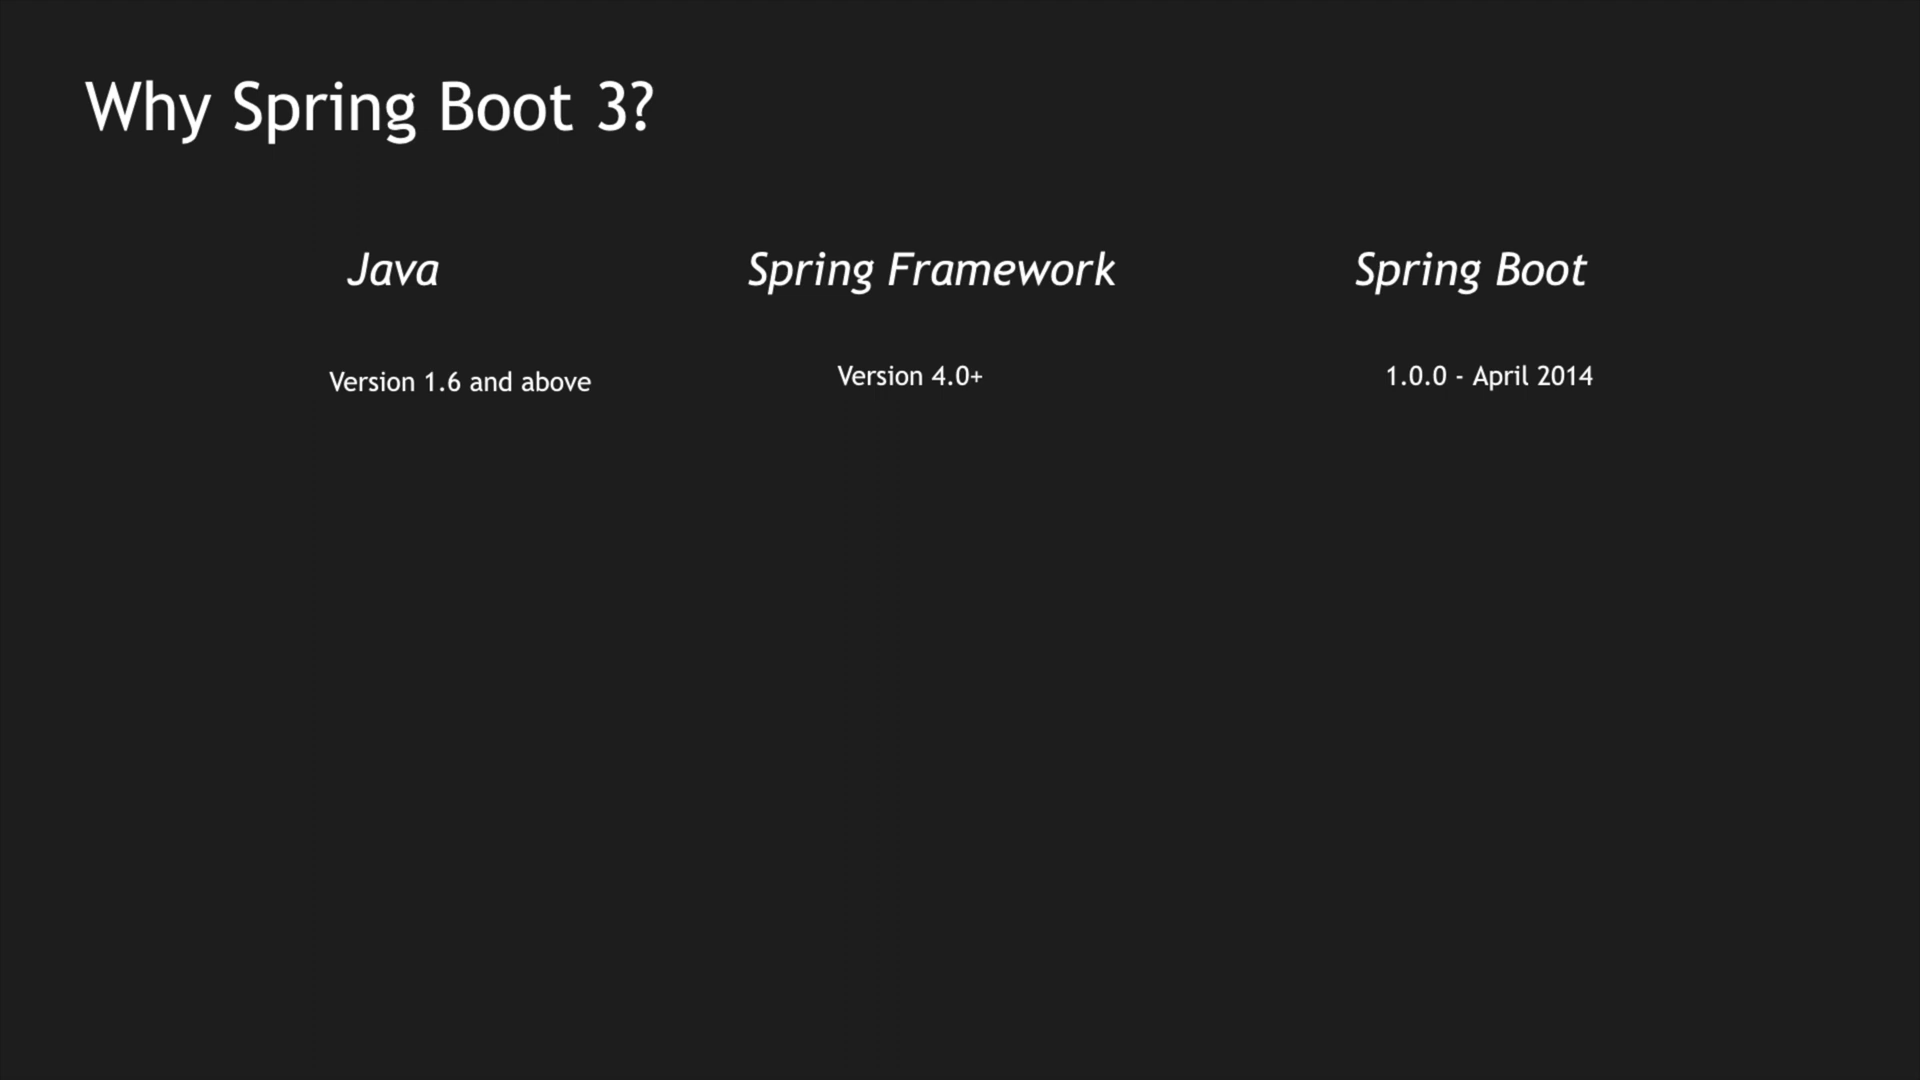 Why Spring Boot 3?
Java Spring Framework Spring Boot
Version 1.6 and above Version 4.0+ 1.0.0 - April 2014